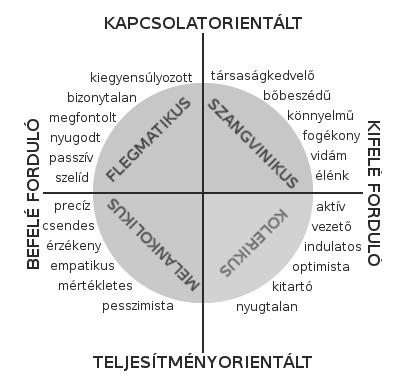 KAPCSOLATORIENTÁLT
kiegyensúlyozott
bizonytalan
megfontolt
nyugodt
passzív
szelíd
társaságkedvelő
bőbeszédű
könnyelmű
fogékony
vidám
élénk
FLEGMATIKUS
SZANGVINIKUS
BEFELÉ FORDULÓ
KIFELÉ FORDULÓ
MELANKOLIKUS
KOLERIKUS
precíz
csendes
érzékeny
empatikus
mértékletes
pesszimista
aktív
vezető
indulatos
optimista
kitartó
nyugtalan
TELJESÍTMÉNYORIENTÁLT